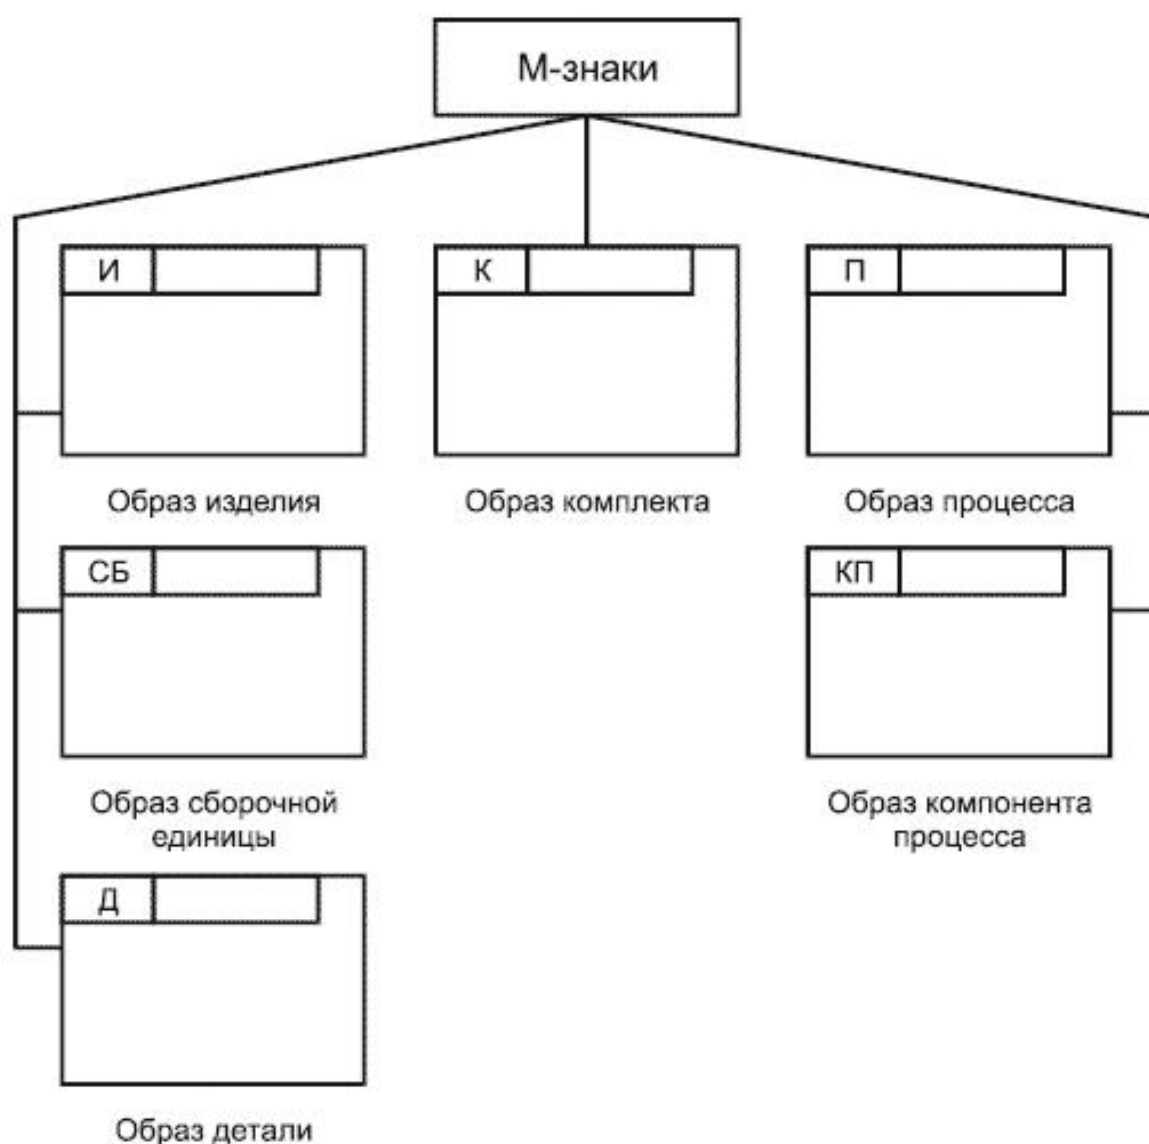 М-знаки
И
К
П
Образ изделия
Образ комплекта
Образ процесса
СБ
КП
Образ сборочной
единицы
Образ компонента
процесса
Д
Образ детали